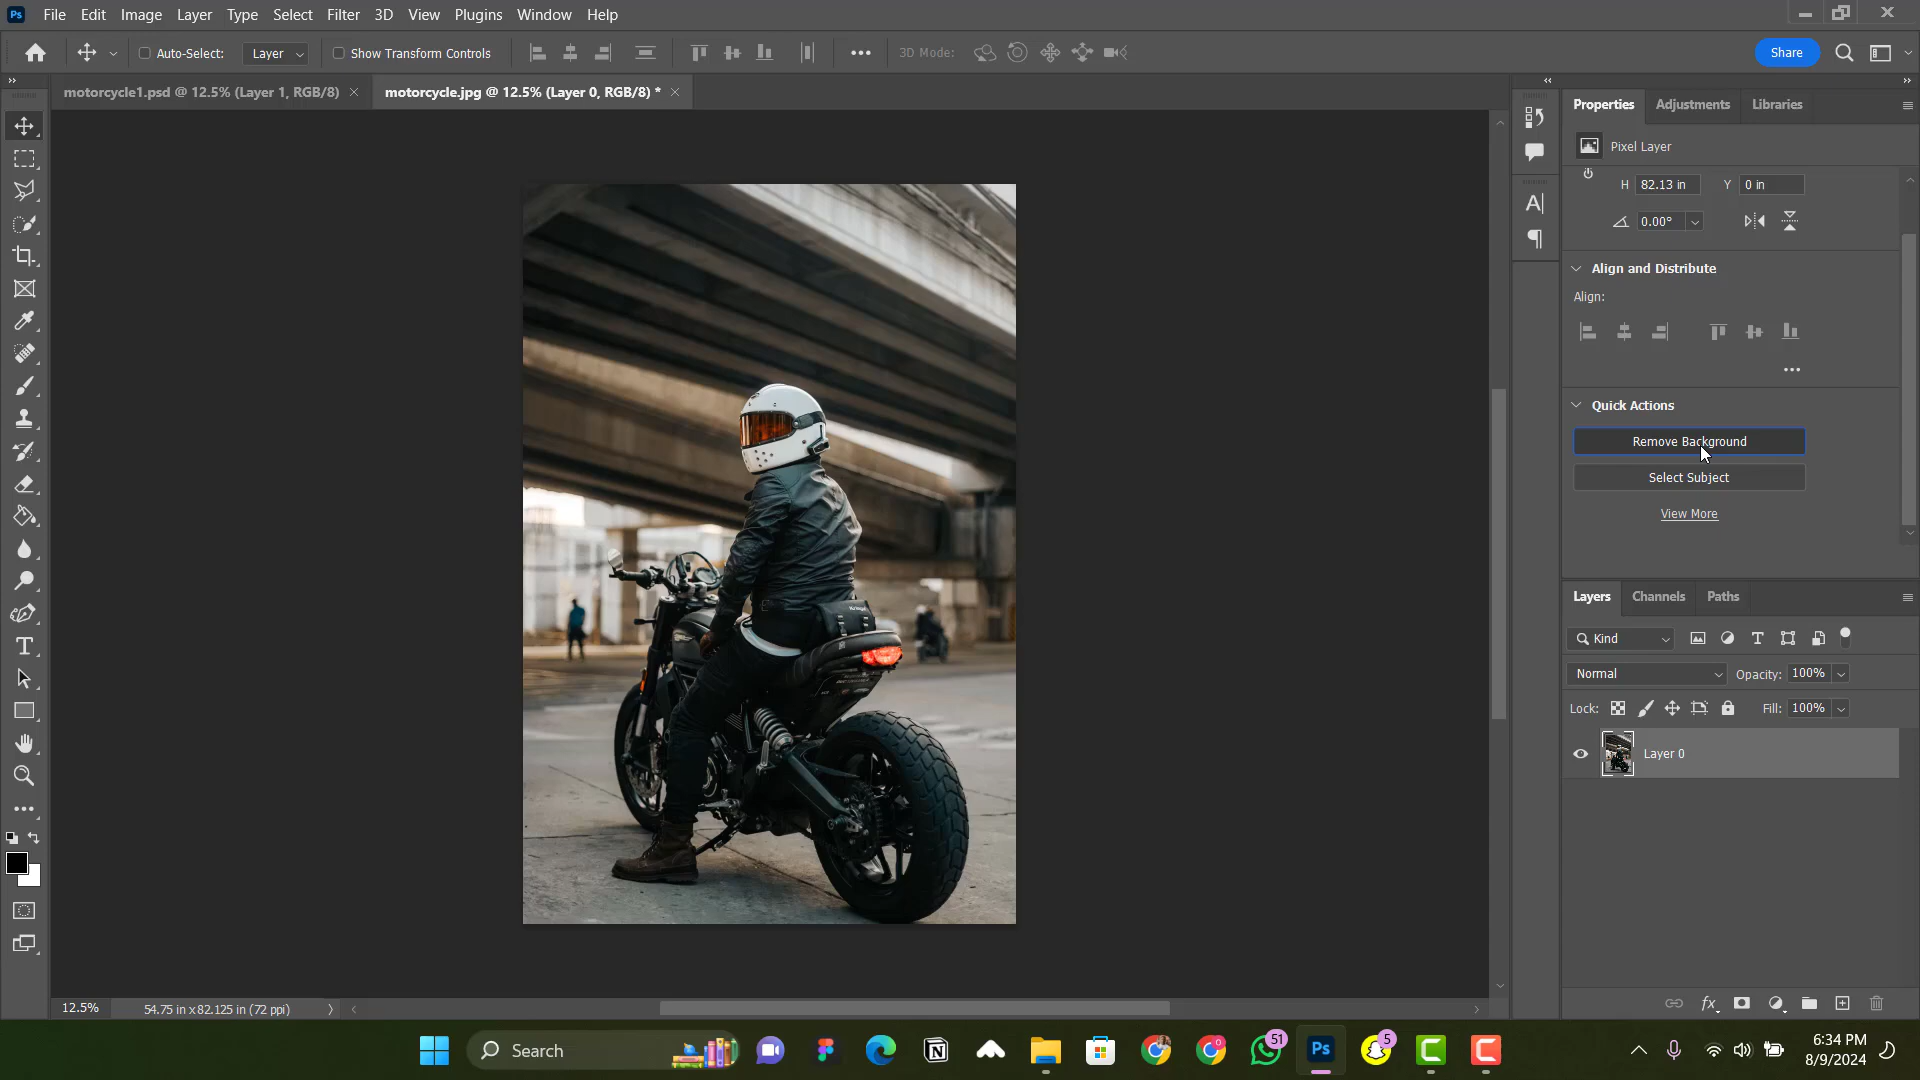 File Edit Image Layer Type Select Filter 3D View Plugins Window Help
Auto-Select: Layer Show Transform Controls 3D Mode: Share
motorcycle1.psd @ 12.5% (Layer 1, RGB/8) motorcycle.jpg @ 12.5% (Layer 0, RGB/8) *
Properties Adjustments Libraries
Pixel Layer
H 82.13 in Y 0 in
0.00°
Align and Distribute
Align:
Quick Actions
Remove Background
Select Subject
View More
Layers Channels Paths
Kind
Normal Opacity: 100%
Lock: Fill: 100%
Layer 0
12.5% 54.75 in x 82.125 in (72 ppi)
Search 51 5 6:34 PM
8/9/2024